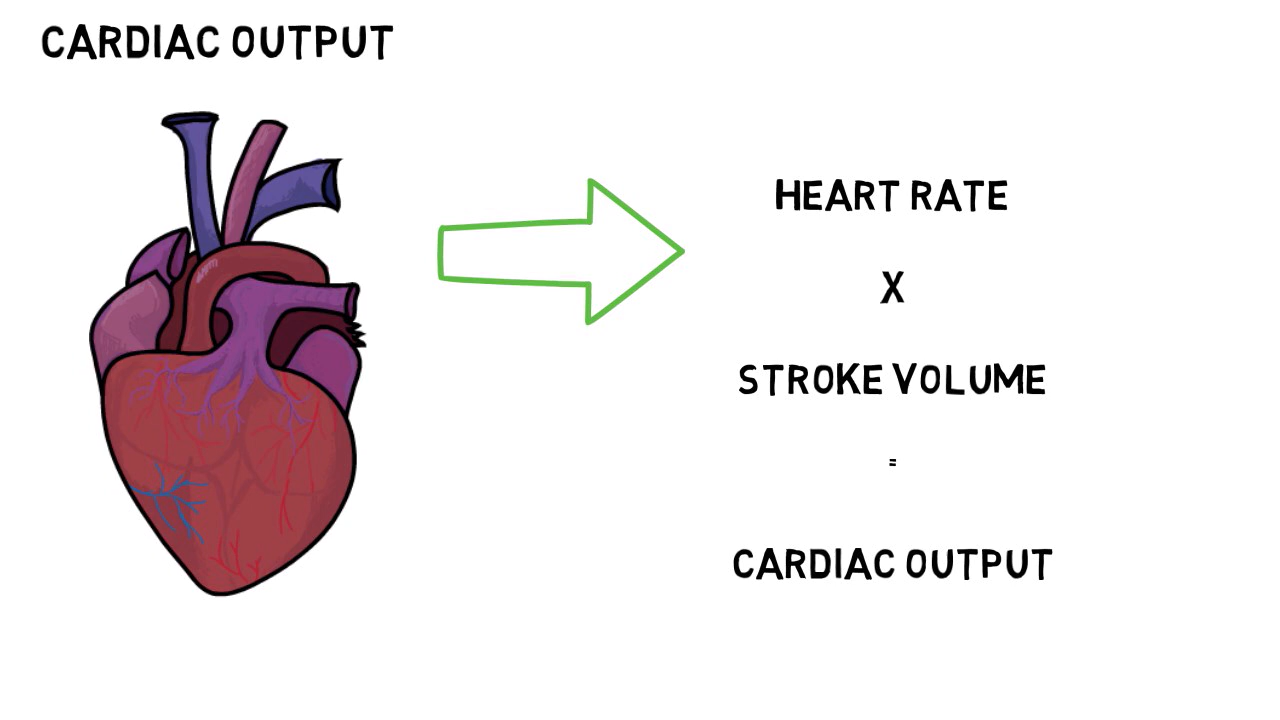 CARDIAC OUTPUT
HEART RATE
X
STROKE VOLUME
=
CARDIAC OUTPUT